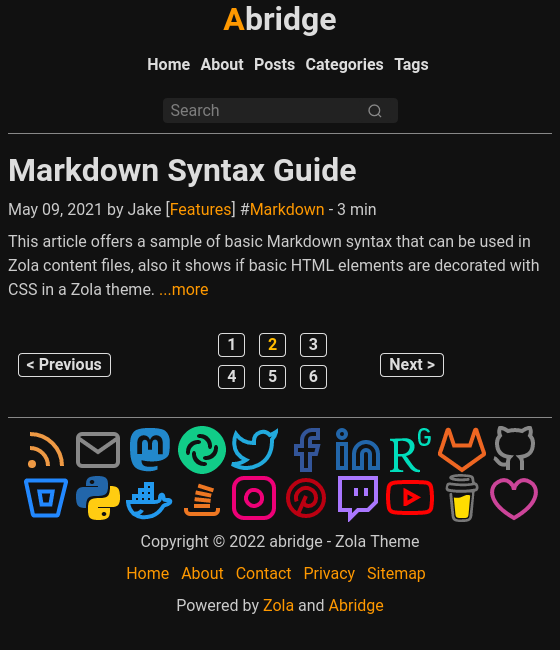 Abridge
Home About Posts Categories Tags
Search
Markdown Syntax Guide
May 09, 2021 by Jake [Features] #Markdown - 3 min
This article offers a sample of basic Markdown syntax that can be used in
Zola content files, also it shows if basic HTML elements are decorated with
CSS in a Zola theme. ...more
< Previous 1 2 3 Next >
4 5 6
Copyright © 2022 abridge - Zola Theme
Home About Contact Privacy Sitemap
Powered by Zola and Abridge